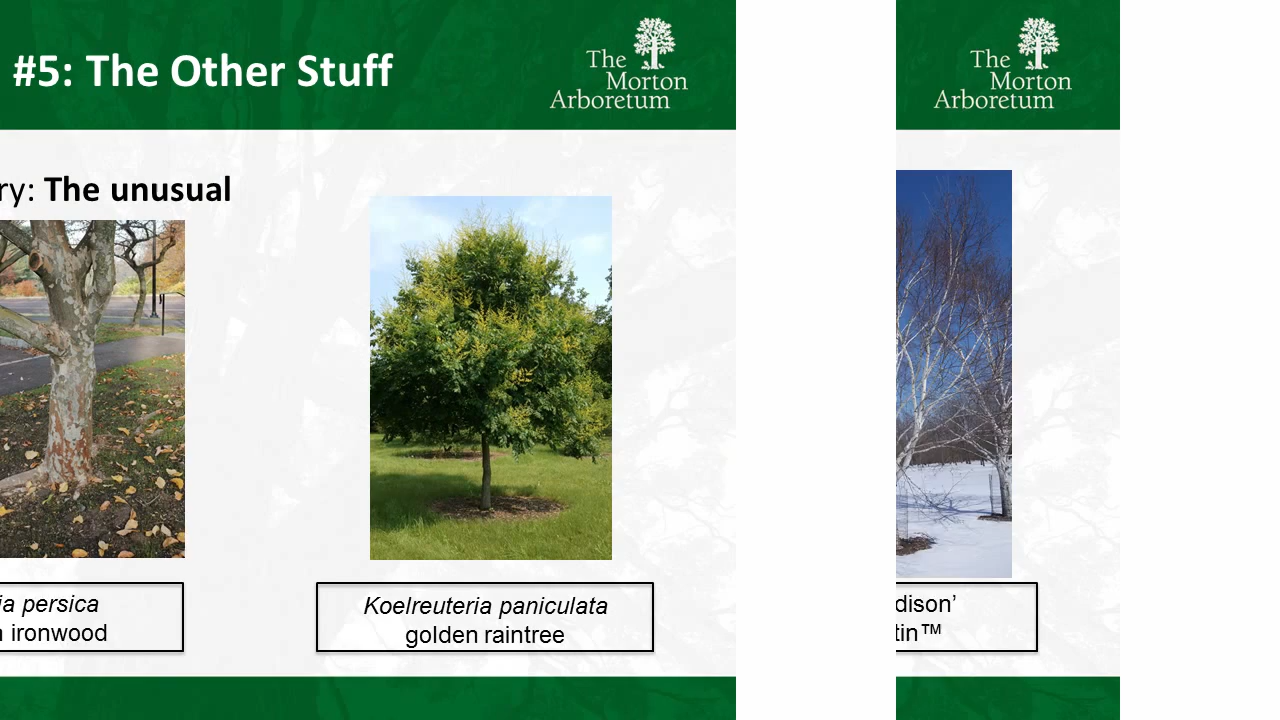 #5: The Other Stuff
The
Morton
Arboretum
The
Morton
Arboretum
ry: The unusual
ia persica
ironwood
Koelreuteria paniculata
golden raintree
dison’
tin™